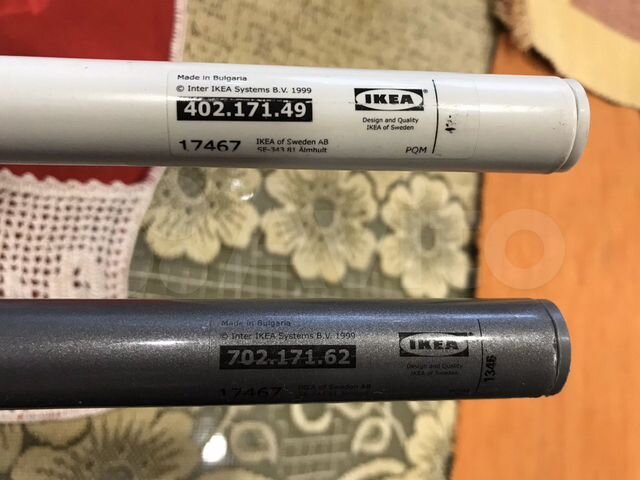 Made in Bulgaria
© Inter IKEA Systems B.V. 1999
402.171.49
17467
IKEA of Sweden AB
SE-343 81 Älmhult
IKEA
Design and Quality
IKEA of Sweden
PQM
Made in Bulgaria
© Inter IKEA Systems B.V. 1999
702.171.62
17467
IKEA of Sweden AB
IKEA
Design and Quality
IKEA of Sweden
1345